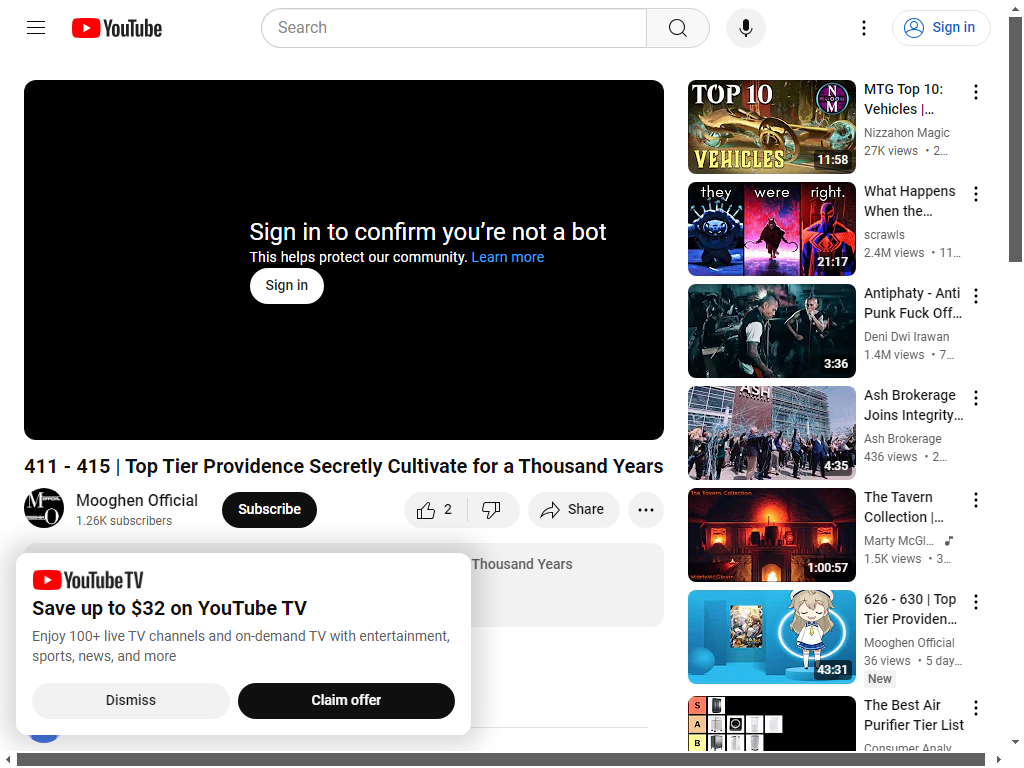 YouTube
Search
Sign in
Sign in to confirm you’re not a bot
This helps protect our community. Learn more
Sign in
411 - 415 | Top Tier Providence Secretly Cultivate for a Thousand Years
Mooghen Official
1.26K subscribers
Subscribe
2
Share
Thousand Years
YouTube TV
Save up to $32 on YouTube TV
Enjoy 100+ live TV channels and on-demand TV with entertainment,
sports, news, and more
Dismiss
Claim offer
TOP 10
N
M
VEHICLES
11:58
MTG Top 10:
Vehicles |...
Nizzahon Magic
27K views • 2...
they were right.
21:17
What Happens
When the...
scrawls
2.4M views • 11...
3:36
Antiphaty - Anti
Punk Fuck Off...
Deni Dwi Irawan
1.4M views • 7...
ASH
4:35
Ash Brokerage
Joins Integrity...
Ash Brokerage
436 views • 2...
The Tavern Collection
MartyMcGlavin
1:00:57
The Tavern
Collection |...
Marty McGl...
1.5K views • 3...
43:31
626 - 630 | Top
Tier Providen...
Mooghen Official
36 views • 5 day...
New
S
A
B
The Best Air
Purifier Tier List
Consumer Analy